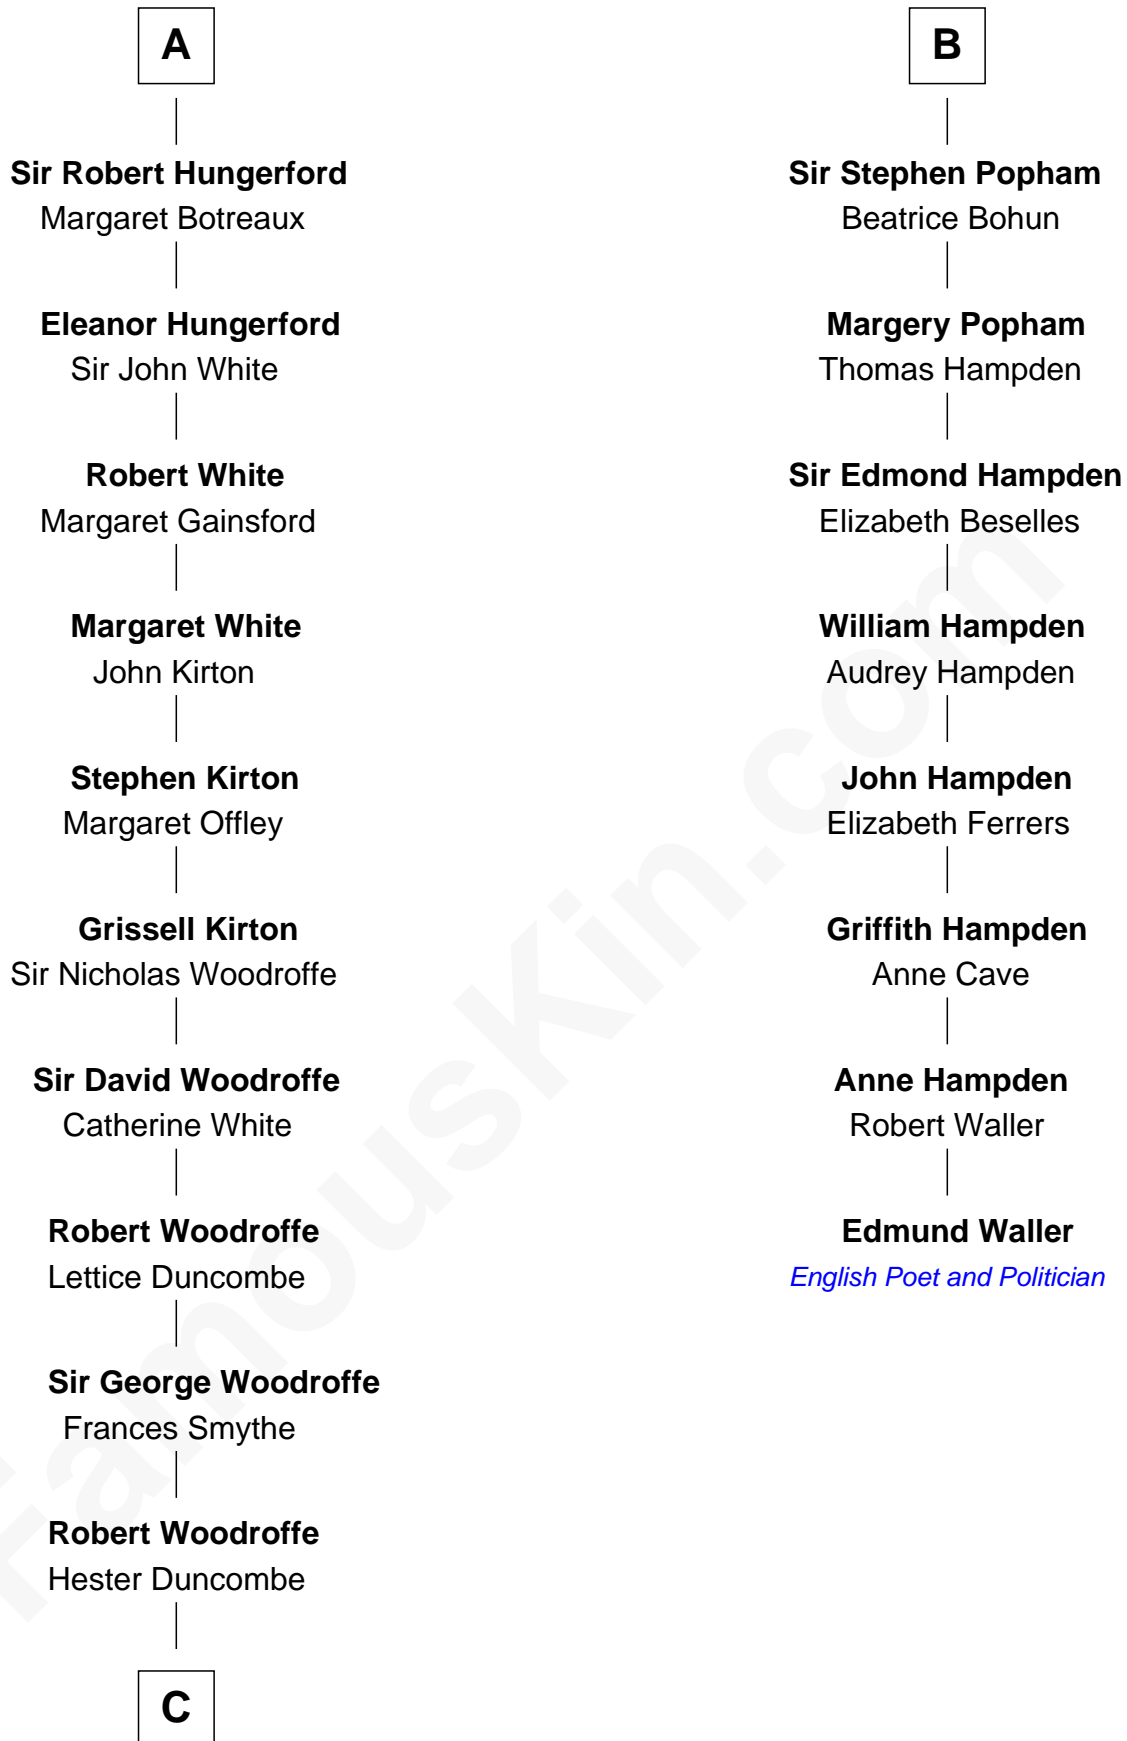 A
Sir Robert Hungerford
Margaret Botreaux
Eleanor Hungerford
Sir John White
Robert White
Margaret Gainsford
Margaret White
John Kirton
Stephen Kirton
Margaret Offley
Grissell Kirton
Sir Nicholas Woodroffe
Sir David Woodroffe
Catherine White
Robert Woodroffe
Lettice Duncombe
Sir George Woodroffe
Frances Smythe
Robert Woodroffe
Hester Duncombe
C
B
Sir Stephen Popham
Beatrice Bohun
Margery Popham
Thomas Hampden
Sir Edmond Hampden
Elizabeth Beselles
William Hampden
Audrey Hampden
John Hampden
Elizabeth Ferrers
Griffith Hampden
Anne Cave
Anne Hampden
Robert Waller
Edmund Waller
English Poet and Politician
FamousKin.com